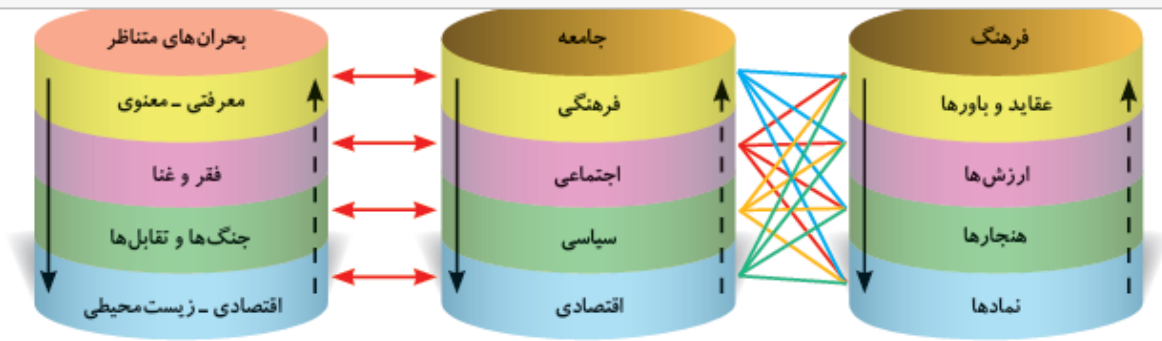 فرهنگ
عقاید و باورها
ارزش‌ها
هنجارها
نمادها
جامعه
فرهنگی
اجتماعی
سیاسی
اقتصادی
بحران‌های متناظر
معرفتی ـ معنوی
فقر و غنا
جنگ‌ها و تقابل‌ها
اقتصادی ـ زیست‌محیطی